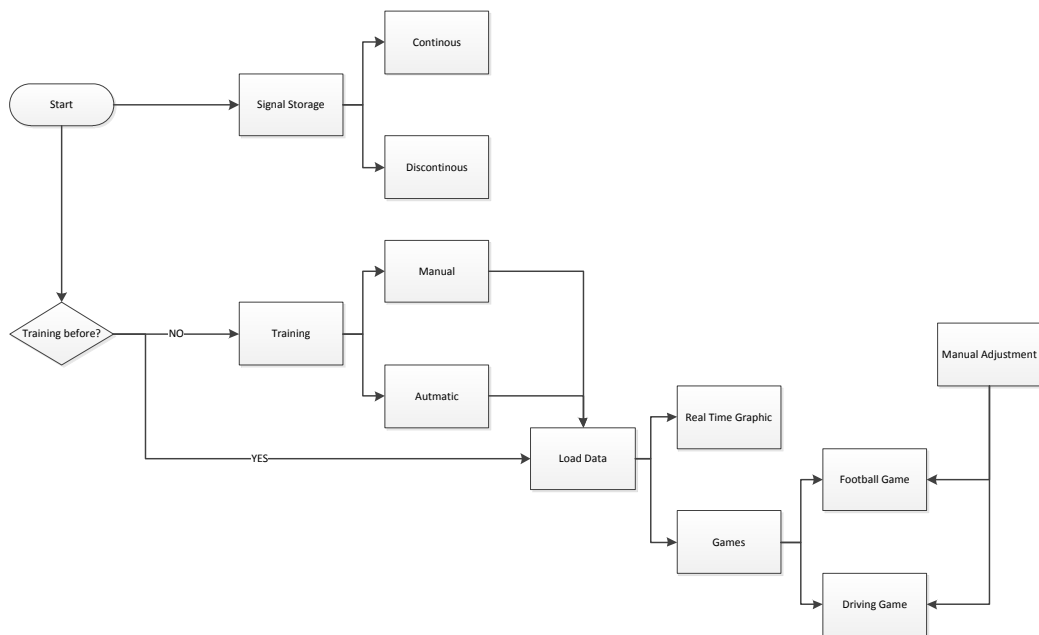 Continous
Start
Signal Storage
Discontinous
Manual
Training before?
NO
Training
Manual Adjustment
Autmatic
Real Time Graphic
YES
Load Data
Football Game
Games
Driving Game